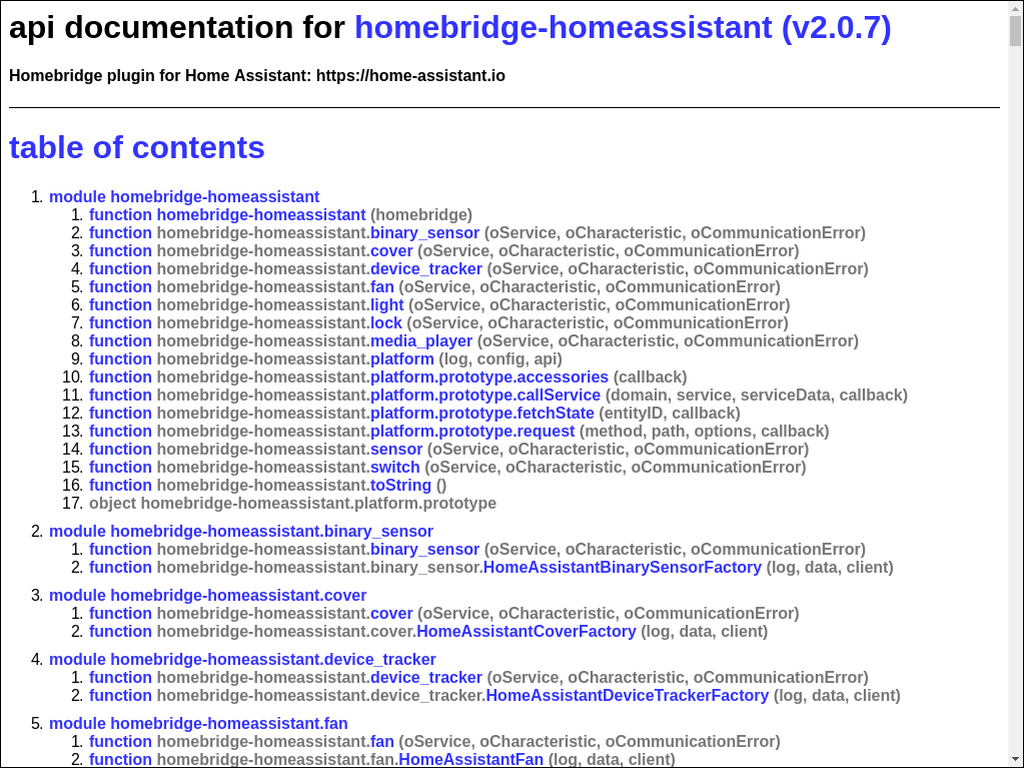 api documentation for homebridge-homeassistant (v2.0.7)
Homebridge plugin for Home Assistant: https://home-assistant.io
table of contents
1. module homebridge-homeassistant
1. function homebridge-homeassistant (homebridge)
2. function homebridge-homeassistant.binary_sensor (oService, oCharacteristic, oCommunicationError)
3. function homebridge-homeassistant.cover (oService, oCharacteristic, oCommunicationError)
4. function homebridge-homeassistant.device_tracker (oService, oCharacteristic, oCommunicationError)
5. function homebridge-homeassistant.fan (oService, oCharacteristic, oCommunicationError)
6. function homebridge-homeassistant.light (oService, oCharacteristic, oCommunicationError)
7. function homebridge-homeassistant.lock (oService, oCharacteristic, oCommunicationError)
8. function homebridge-homeassistant.media_player (oService, oCharacteristic, oCommunicationError)
9. function homebridge-homeassistant.platform (log, config, api)
10. function homebridge-homeassistant.platform.prototype.accessories (callback)
11. function homebridge-homeassistant.platform.prototype.callService (domain, service, serviceData, callback)
12. function homebridge-homeassistant.platform.prototype.fetchState (entityID, callback)
13. function homebridge-homeassistant.platform.prototype.request (method, path, options, callback)
14. function homebridge-homeassistant.sensor (oService, oCharacteristic, oCommunicationError)
15. function homebridge-homeassistant.switch (oService, oCharacteristic, oCommunicationError)
16. function homebridge-homeassistant.toString ()
17. object homebridge-homeassistant.platform.prototype
2. module homebridge-homeassistant.binary_sensor
1. function homebridge-homeassistant.binary_sensor (oService, oCharacteristic, oCommunicationError)
2. function homebridge-homeassistant.binary_sensor.HomeAssistantBinarySensorFactory (log, data, client)
3. module homebridge-homeassistant.cover
1. function homebridge-homeassistant.cover (oService, oCharacteristic, oCommunicationError)
2. function homebridge-homeassistant.cover.HomeAssistantCoverFactory (log, data, client)
4. module homebridge-homeassistant.device_tracker
1. function homebridge-homeassistant.device_tracker (oService, oCharacteristic, oCommunicationError)
2. function homebridge-homeassistant.device_tracker.HomeAssistantDeviceTrackerFactory (log, data, client)
5. module homebridge-homeassistant.fan
1. function homebridge-homeassistant.fan (oService, oCharacteristic, oCommunicationError)
2. function homebridge-homeassistant.fan.HomeAssistantFan (log, data, client)